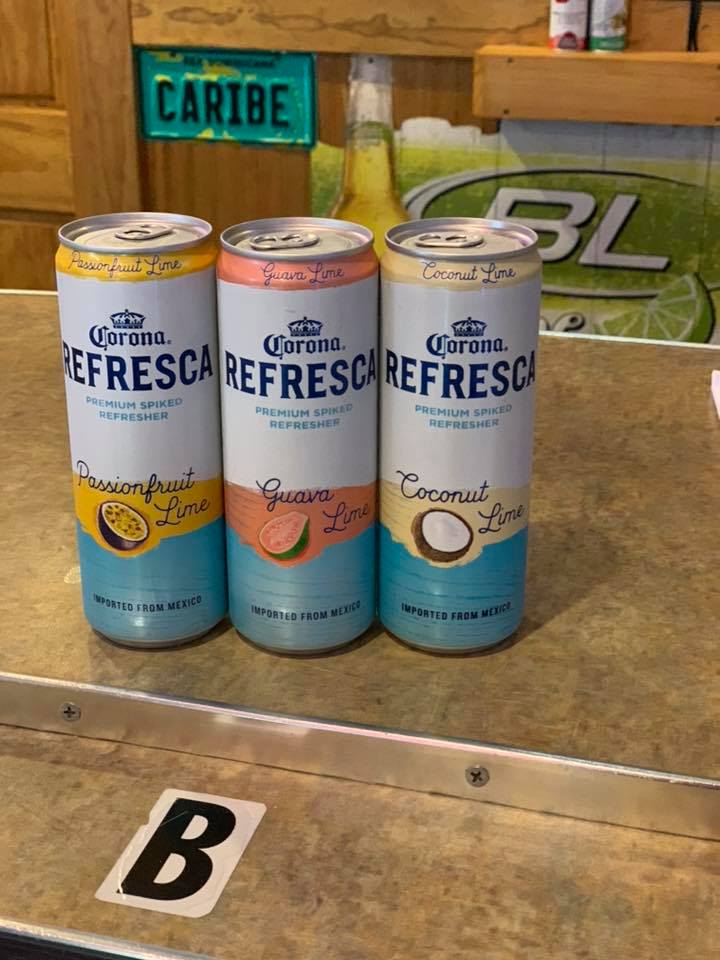 CARIBE
BL
Passionfruit Lime
Corona.
REFRESCA
PREMIUM SPIKED
REFRESHER
Passionfruit
Lime
IMPORTED FROM MEXICO
Guava Lime
Corona.
REFRESCA
PREMIUM SPIKED
REFRESHER
Guava
Lime
IMPORTED FROM MEXICO
Coconut Lime
Corona.
REFRESCA
PREMIUM SPIKED
REFRESHER
Coconut
Lime
IMPORTED FROM MEXICO
B